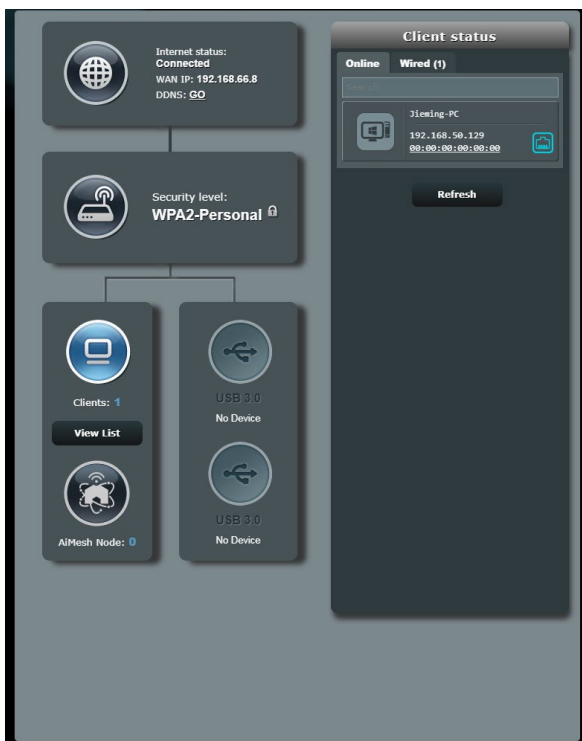 Internet status:
Connected
WAN IP: 192.168.66.8
DDNS: GO
Security level:
WPA2-Personal
Clients: 1
View List
AiMesh Node: 0
USB 3.0
No Device
USB 3.0
No Device
Client status
Online Wired (1)
Search
Jieming-PC
192.168.50.129
00:00:00:00:00:00
Refresh